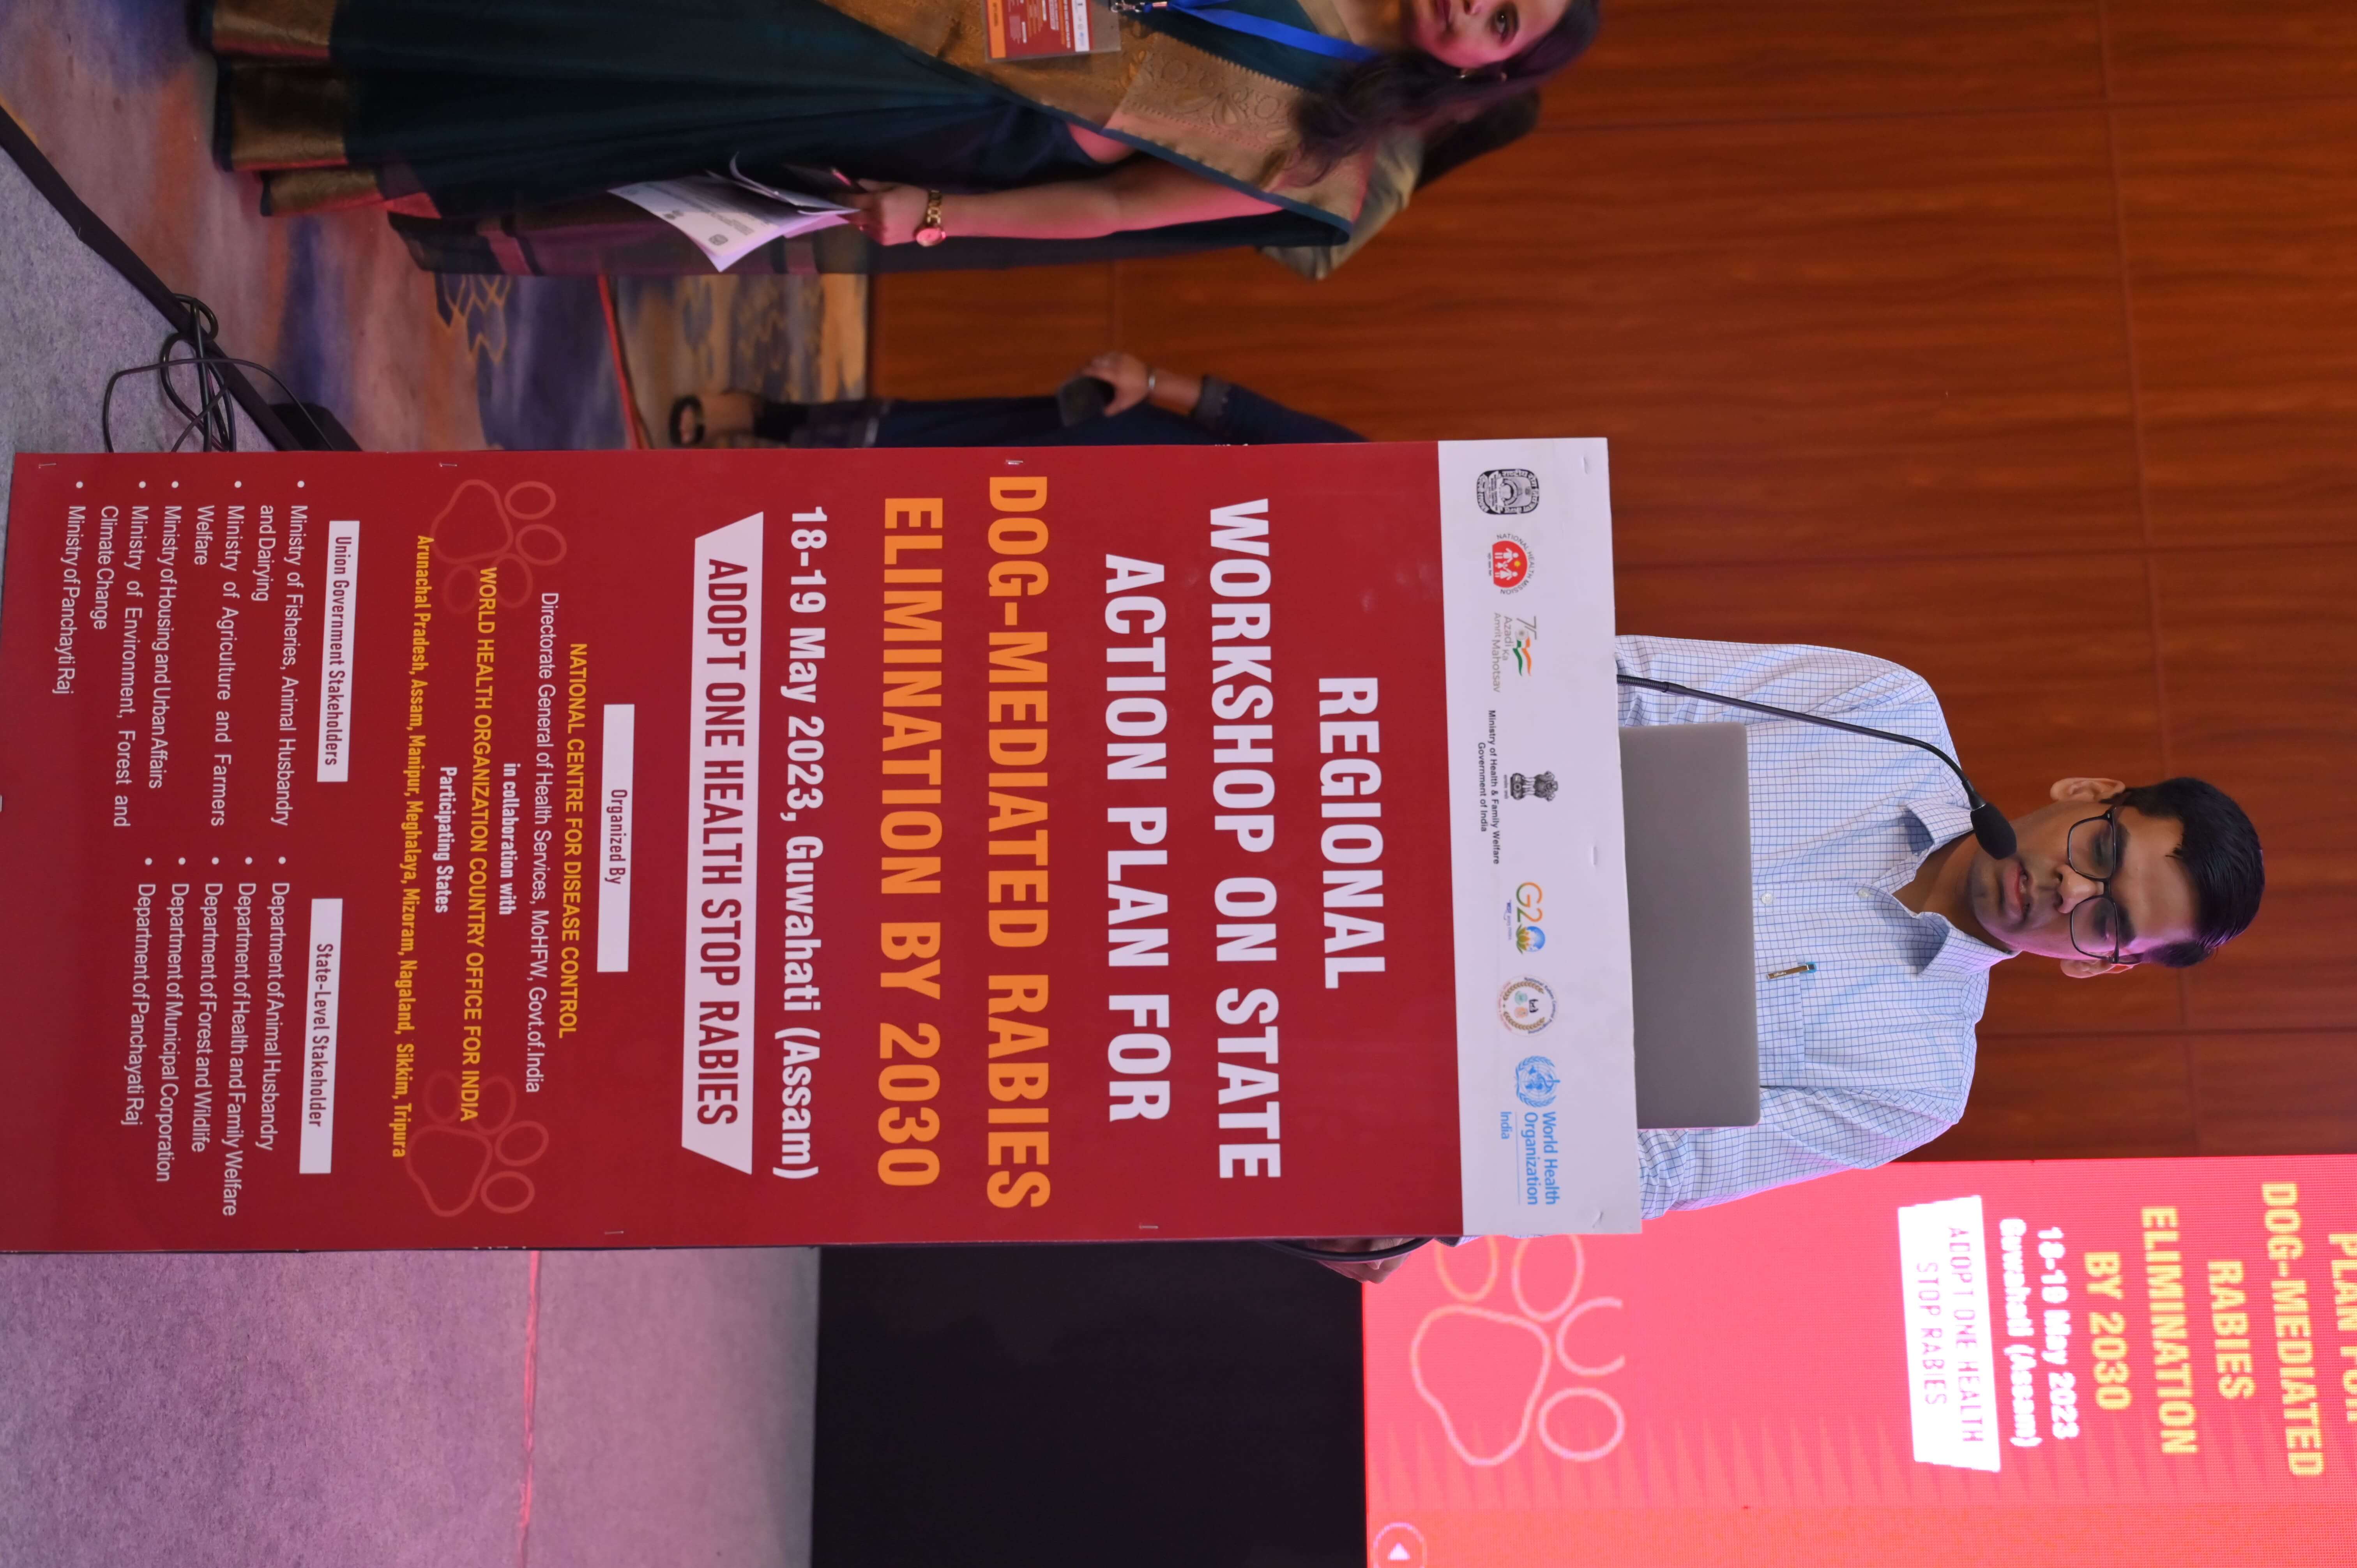 NATIONAL HEALTH MISSION
Azadi Ka
Amrit Mahotsav
Ministry of Health & Family Welfare
Government of India
G20
World Health
Organization
India
REGIONAL
WORKSHOP ON STATE
ACTION PLAN FOR
DOG-MEDIATED RABIES
ELIMINATION BY 2030
18-19 May 2023, Guwahati (Assam)
ADOPT ONE HEALTH STOP RABIES
Organized By
NATIONAL CENTRE FOR DISEASE CONTROL
Directorate General of Health Services, MoHFW, Govt.of.India
in collaboration with
WORLD HEALTH ORGANIZATION COUNTRY OFFICE FOR INDIA
Participating States
Arunachal Pradesh, Assam, Manipur, Meghalaya, Mizoram, Nagaland, Sikkim, Tripura
Union Government Stakeholders
• Ministry of Fisheries, Animal Husbandry
and Dairying
• Ministry of Agriculture and Farmers
Welfare
• Ministry of Housing and Urban Affairs
• Ministry of Environment, Forest and
Climate Change
• Ministry of Panchayti Raj
State-Level Stakeholder
• Department of Animal Husbandry
• Department of Health and Family Welfare
• Department of Forest and Wildlife
• Department of Municipal Corporation
• Department of Panchayati Raj
PLAN FOR
DOG-MEDIATED
RABIES
ELIMINATION
BY 2030
18-19 May 2023
Guwahati (Assam)
ADOPT ONE HEALTH
STOP RABIES